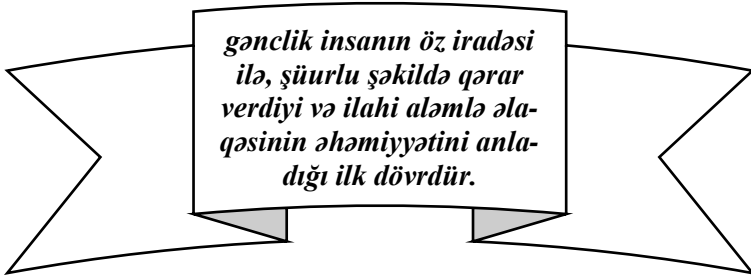 gənclik insanın öz iradəsi
ilə, şüurlu şəkildə qərar
verdiyi və ilahi aləmlə əla-
qəsinin əhəmiyyətini anla-
dığı ilk dövrdür.